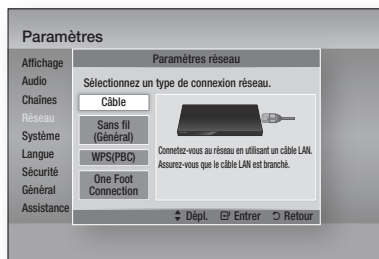 Paramètres
Affichage
Audio
Chaînes
Réseau
Système
Langue
Sécurité
Général
Assistance
Paramètres réseau
Sélectionnez un type de connexion réseau.
Câble
Sans fil
(Général)
WPS(PBC)
One Foot
Connection
Connetez-vous au réseau en utilisant un câble LAN.
Assurez-vous que le câble LAN est branché.
Dépl.
Entrer
Retour